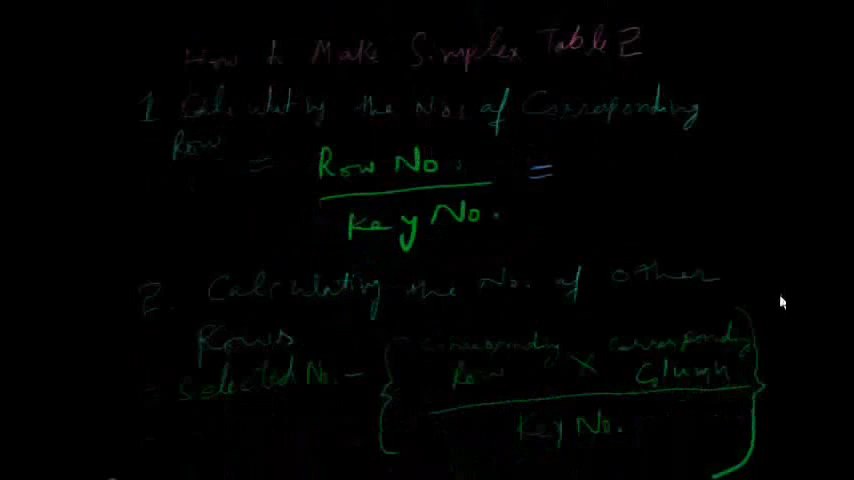 How to Make Simplex Table 2
1 Calculating the Nos of Corresponding
Row
= Row No. =
Key No.
2. Calculating the No. of other
Rows
= Selected No. - { corresponding Row × corresponding Column }
Key No.